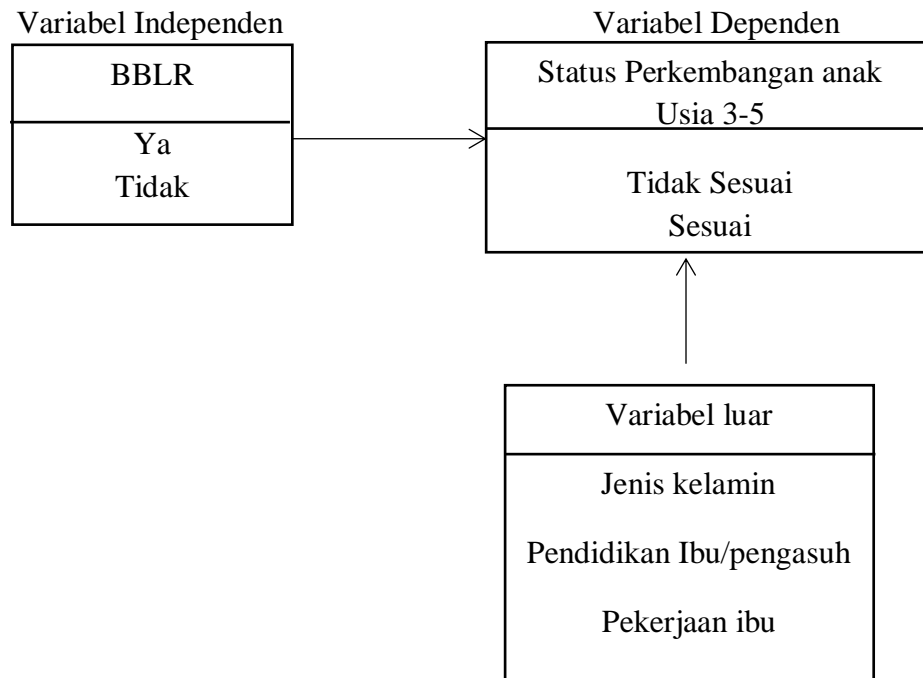 Variabel Independen
BBLR
Ya
Tidak
Variabel Dependen
Status Perkembangan anak
Usia 3-5
Tidak Sesuai
Sesuai
Variabel luar
Jenis kelamin
Pendidikan Ibu/pengasuh
Pekerjaan ibu